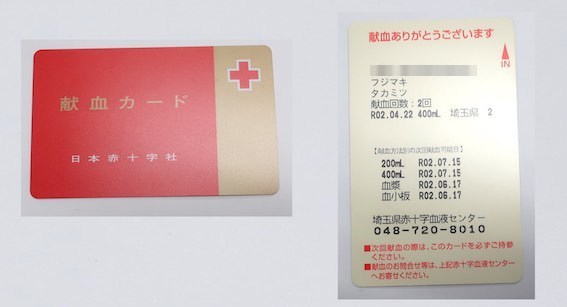 献血カード
日本赤十字社
献血ありがとうございます
IN
フジマキ
タカミツ
献血回数:2回
R02.04.22 400mL 埼玉県 2
【献血方法別の次回献血可能日】
200mL R02.07.15
400mL R02.07.15
血漿 R02.06.17
血小板 R02.06.17
埼玉県赤十字血液センター
048-720-8010
■次回献血の際は、このカードを必ずご持参
ください。
■献血のお問合せ等は、上記赤十字血液センター
へお寄せください。